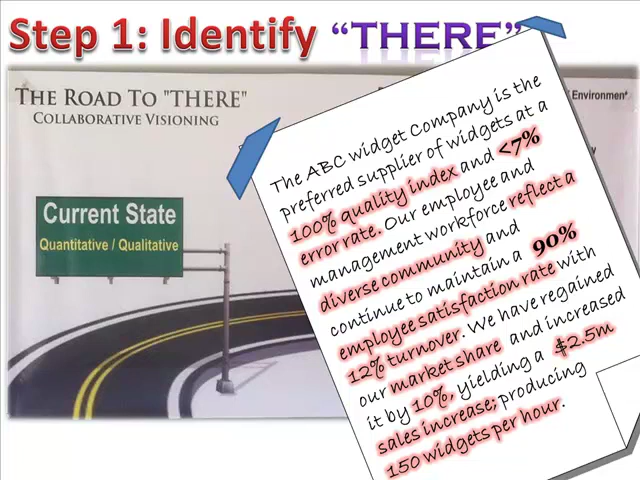 Step 1: Identify "THERE"
THE ROAD TO "THERE"
COLLABORATIVE VISIONING
Environment
Current State
Quantitative / Qualitative
The ABC widget Company is the
preferred supplier of widgets at a
100% quality index and <7%
error rate. Our employee and
management workforce reflect a
diverse community and
continue to maintain a 90%
employee satisfaction rate with
12% turnover. We have regained
our market share and increased
it by 10%, yielding a $2.5m
sales increase; producing
150 widgets per hour.